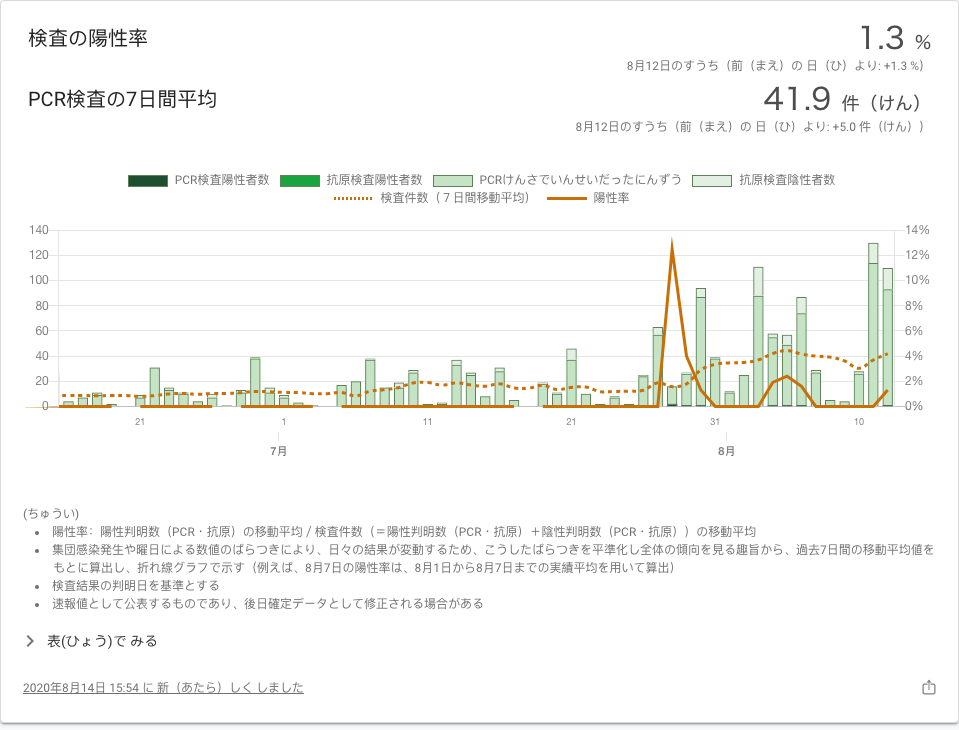 検査の陽性率
1.3 %
8月12日のすうち（前（まえ）の 日（ひ）より: +1.3 %）
PCR検査の7日間平均
41.9 件（けん）
8月12日のすうち（前（まえ）の 日（ひ）より: +5.0 件（けん））
PCR検査陽性者数 抗原検査陽性者数 PCRけんさでいんせいだったにんずう 抗原検査陰性者数
検査件数（７日間移動平均） 陽性率
140 14%
120 12%
100 10%
80 8%
60 6%
40 4%
20 2%
0 0%
21 1 11 21 31 10
7月 8月
(ちゅうい)
陽性率：陽性判明数（PCR・抗原）の移動平均 / 検査件数（＝陽性判明数（PCR・抗原）＋陰性判明数（PCR・抗原））の移動平均
集団感染発生や曜日による数値のばらつきにより、日々の結果が変動するため、こうしたばらつきを平準化し全体の傾向を見る趣旨から、過去7日間の移動平均値を
もとに算出し、折れ線グラフで示す（例えば、8月7日の陽性率は、8月1日から8月7日までの実績平均を用いて算出）
検査結果の判明日を基準とする
速報値として公表するものであり、後日確定データとして修正される場合がある
表(ひょう)で みる
2020年8月14日 15:54 に 新（あたら）しく しました